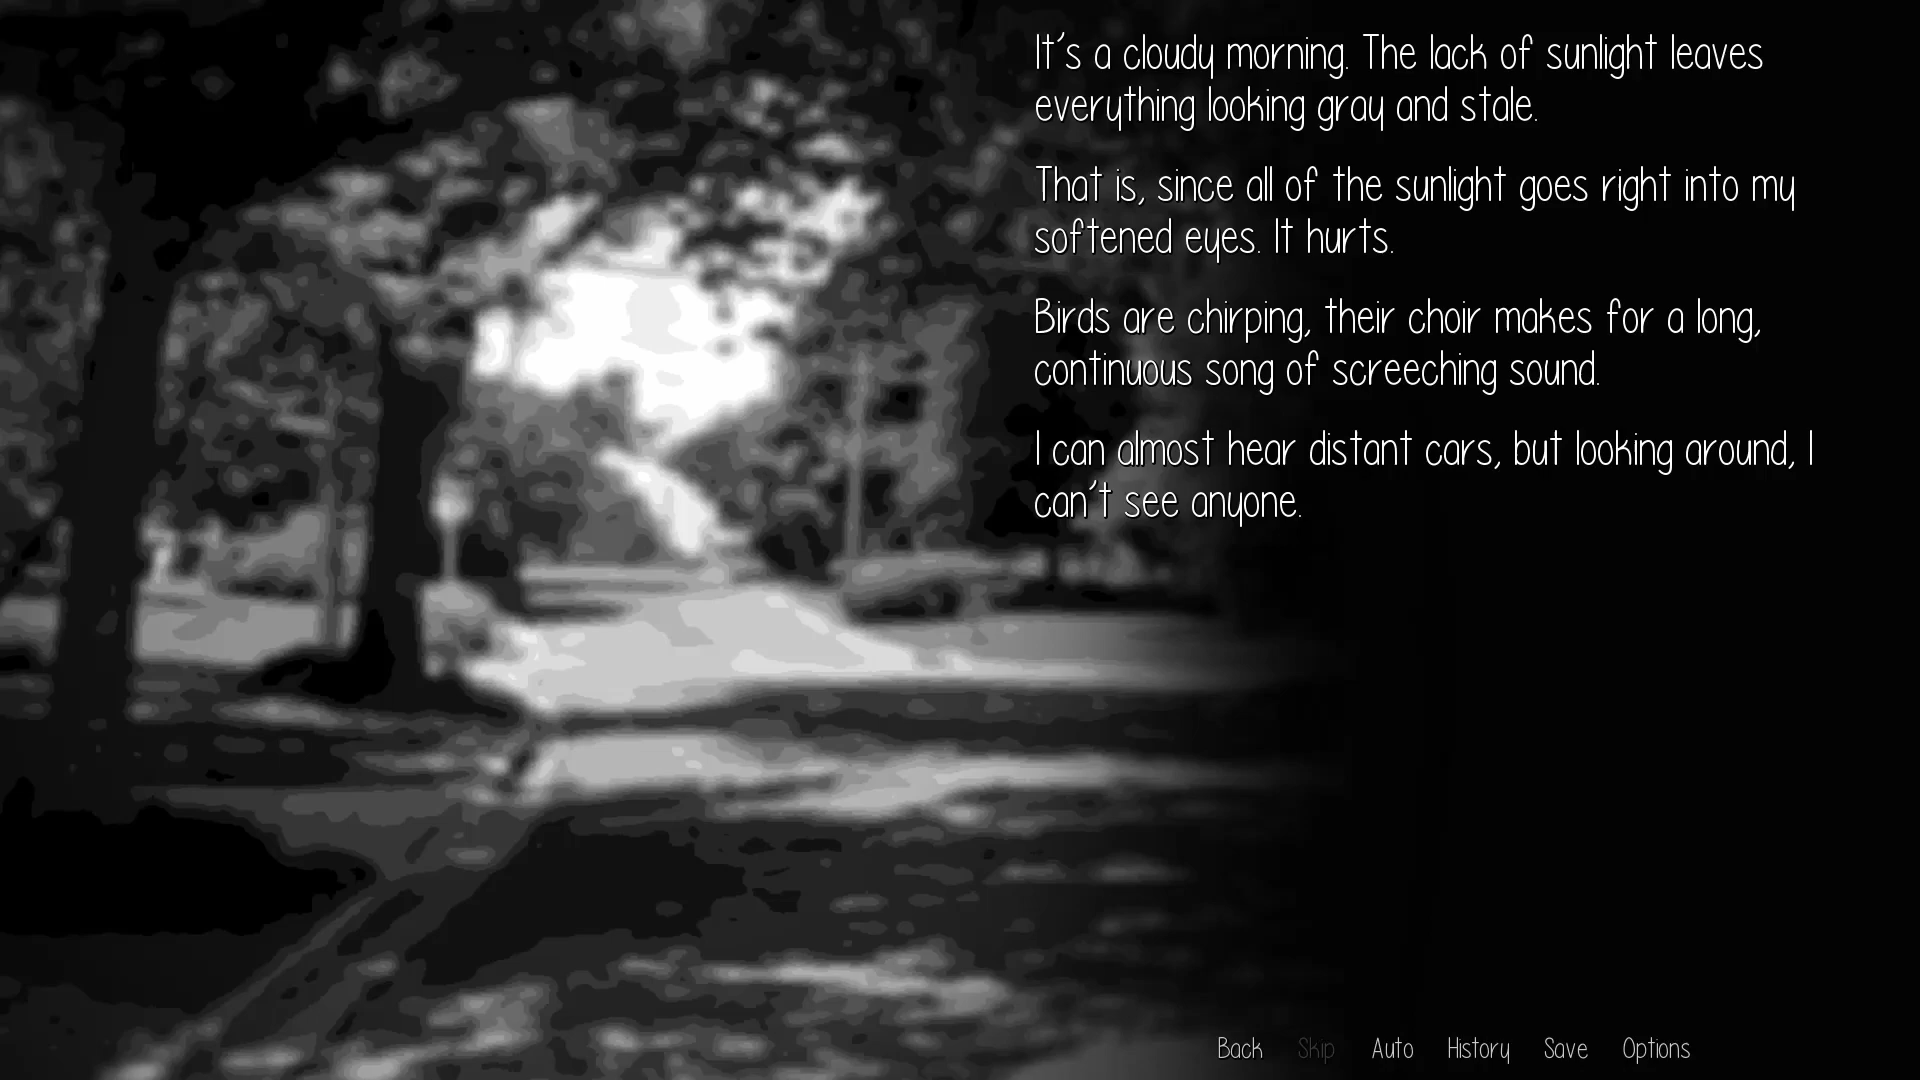 It's a cloudy morning. The lack of sunlight leaves
everything looking gray and stale.
That is, since all of the sunlight goes right into my
softened eyes. It hurts.
Birds are chirping, their choir makes for a long,
continuous song of screeching sound.
I can almost hear distant cars, but looking around, I
can't see anyone.
Back Skip Auto History Save Options